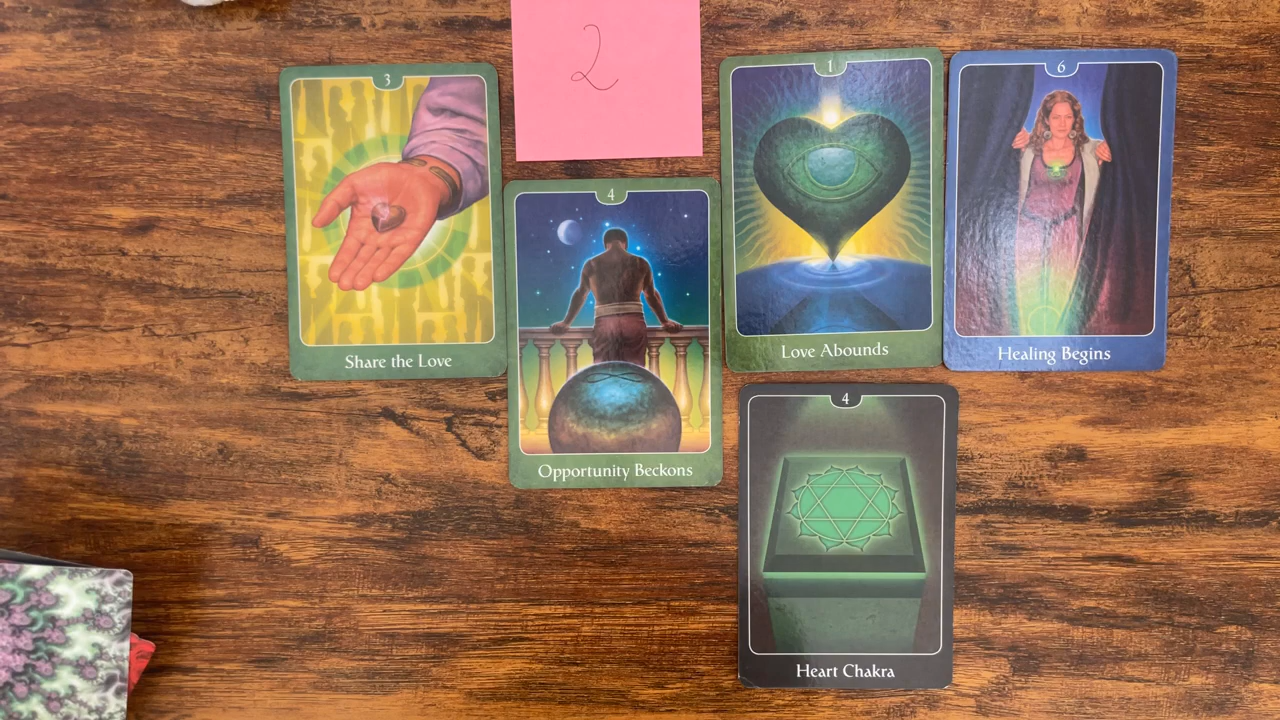 2
3
Share the Love
4
Opportunity Beckons
1
Love Abounds
6
Healing Begins
4
Heart Chakra